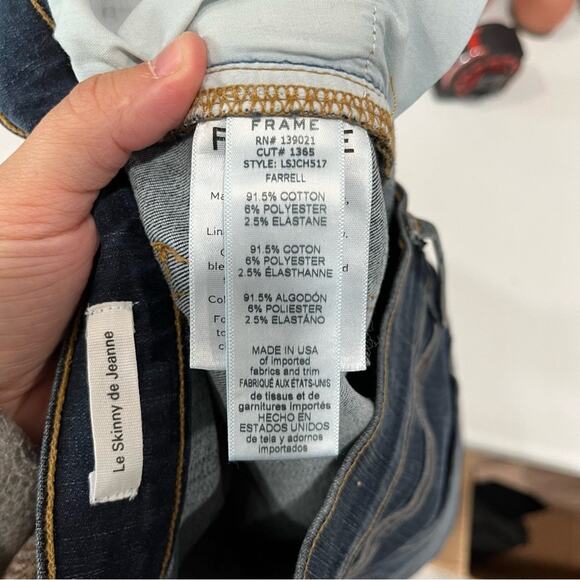 FRAME
RN# 139021
CUT# 1365
STYLE: LSJCH517
FARRELL
91.5% COTTON
6% POLYESTER
2.5% ELASTANE
91.5% COTON
6% POLYESTER
2.5% ÉLASTHANNE
91.5% ALGODÓN
6% POLIESTER
2.5% ELASTÁNO
MADE IN USA
of imported
fabrics and trim
FABRIQUÉ AUX ÉTATS-UNIS
de tissus et de
garnitures importés
HECHO EN
ESTADOS UNIDOS
de tela y adornos
importados
Le Skinny de Jeanne